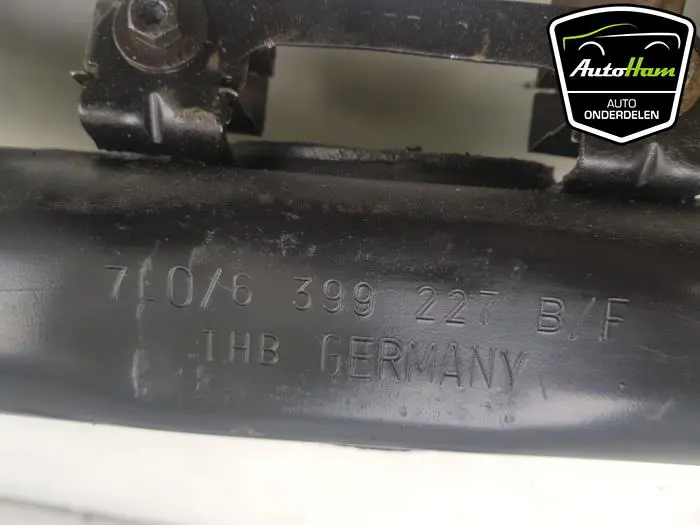 AutoHam
AUTO
ONDERDELEN
7L0/6 399 227 B/F
THB GERMANY